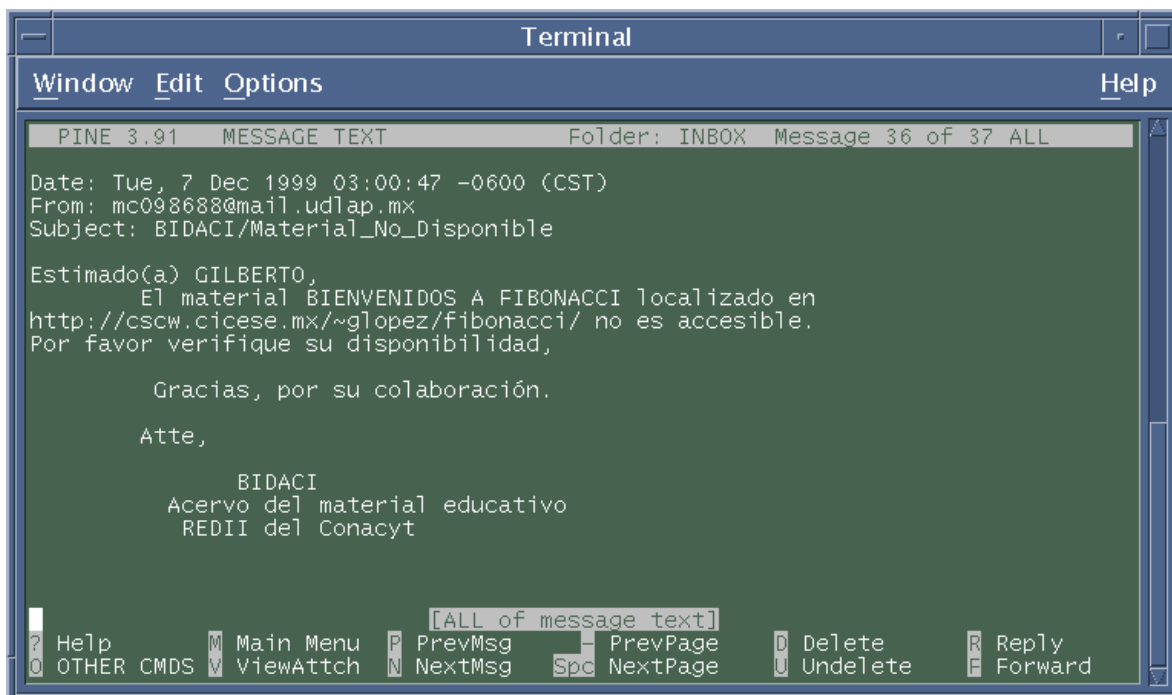 Terminal
Window Edit Options Help
PINE 3.91 MESSAGE TEXT Folder: INBOX Message 36 of 37 ALL
Date: Tue, 7 Dec 1999 03:00:47 -0600 (CST)
From: mc098688@mail.udlap.mx
Subject: BIDACI/Material_No_Disponible
Estimado(a) GILBERTO,
El material BIENVENIDOS A FIBONACCI localizado en
http://cscw.cicese.mx/~glopez/fibonacci/ no es accesible.
Por favor verifique su disponibilidad,
Gracias, por su colaboración.
Atte,
BIDACI
Acervo del material educativo
REDII del Conacyt
[ALL of message text]
? Help M Main Menu P PrevMsg - PrevPage D Delete R Reply
O OTHER CMDS V ViewAttch N NextMsg Spc NextPage U Undelete F Forward